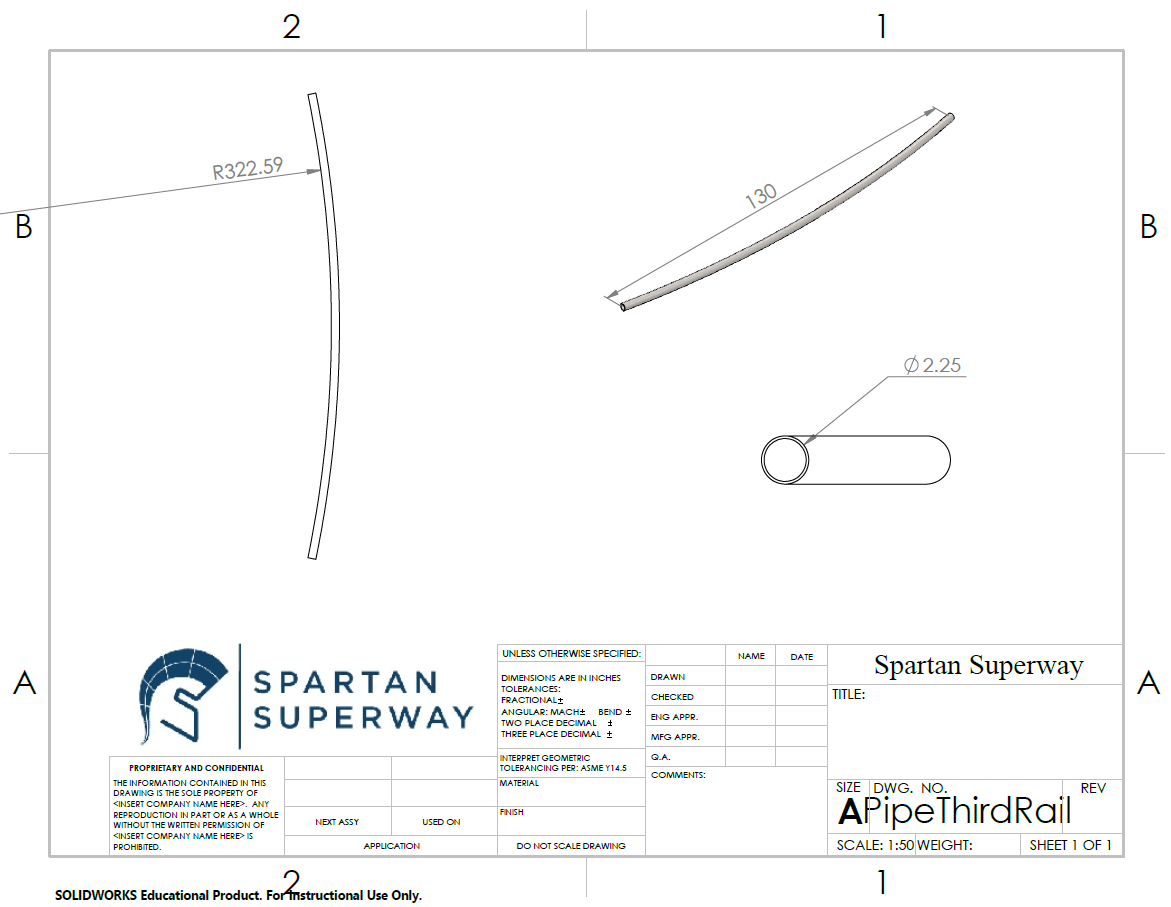 2
1
R322.59
130
B
B
⌀2.25
A
A
SPARTAN
SUPERWAY
PROPRIETARY AND CONFIDENTIAL
THE INFORMATION CONTAINED IN THIS
DRAWING IS THE SOLE PROPERTY OF
<INSERT COMPANY NAME HERE>. ANY
REPRODUCTION IN PART OR AS A WHOLE
WITHOUT THE WRITTEN PERMISSION OF
<INSERT COMPANY NAME HERE> IS
PROHIBITED.
NEXT ASSY
USED ON
APPLICATION
UNLESS OTHERWISE SPECIFIED:
DIMENSIONS ARE IN INCHES
TOLERANCES:
FRACTIONAL±
ANGULAR: MACH± BEND ±
TWO PLACE DECIMAL ±
THREE PLACE DECIMAL ±
INTERPRET GEOMETRIC
TOLERANCING PER: ASME Y14.5
MATERIAL
FINISH
DO NOT SCALE DRAWING
NAME
DATE
DRAWN
CHECKED
ENG APPR.
MFG APPR.
Q.A.
COMMENTS:
Spartan Superway
TITLE:
SIZE
DWG. NO.
REV
A
PipeThirdRail
SCALE: 1:50
WEIGHT:
SHEET 1 OF 1
2
1
SOLIDWORKS Educational Product. For Instructional Use Only.